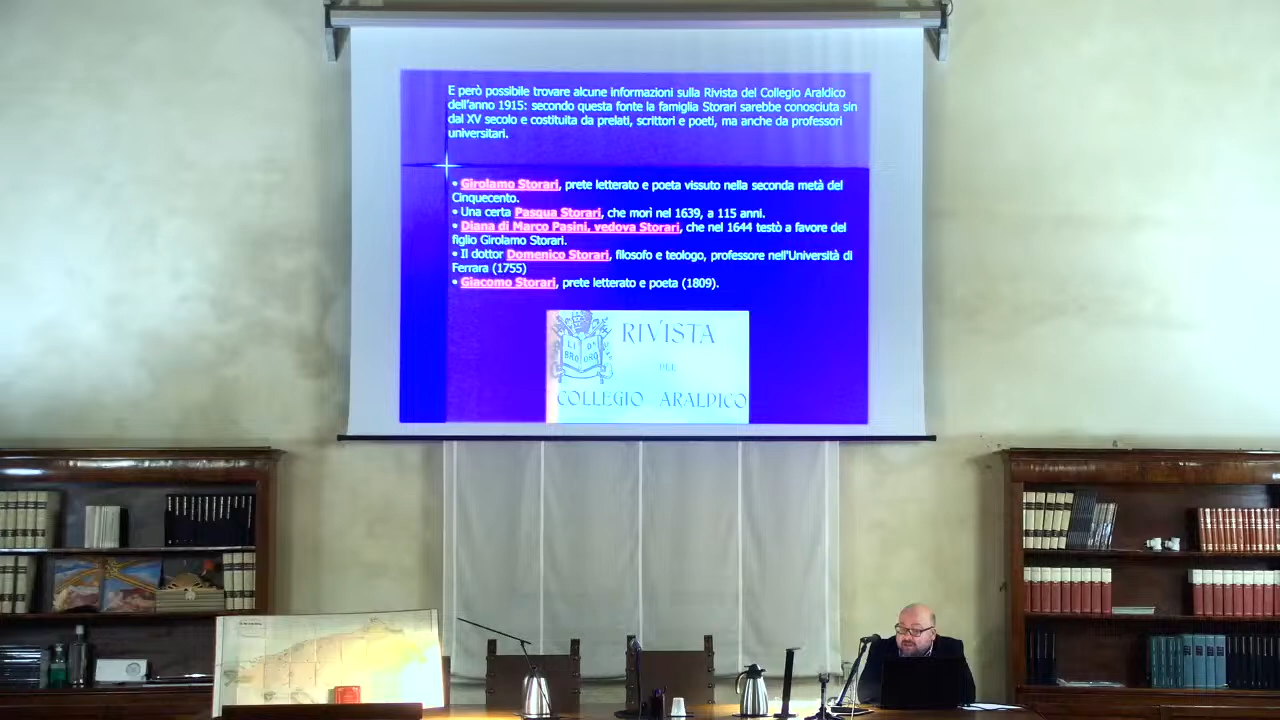 E però possibile trovare alcune informazioni sulla Rivista del Collegio Araldico
dell'anno 1915: secondo questa fonte la famiglia Storari sarebbe conosciuta sin
dal XV secolo e costituita da prelati, scrittori e poeti, ma anche da professori
universitari.
• Girolamo Storari, prete letterato e poeta vissuto nella seconda metà del
Cinquecento.
• Una certa Pasqua Storari, che morì nel 1639, a 115 anni.
• Diana di Marco Pasini, vedova Storari, che nel 1644 testò a favore del
figlio Girolamo Storari.
• Il dottor Domenico Storari, filosofo e teologo, professore nell'Università di
Ferrara (1755)
• Giacomo Storari, prete letterato e poeta (1809).
RIVISTA
DEL
COLLEGIO ARALDICO